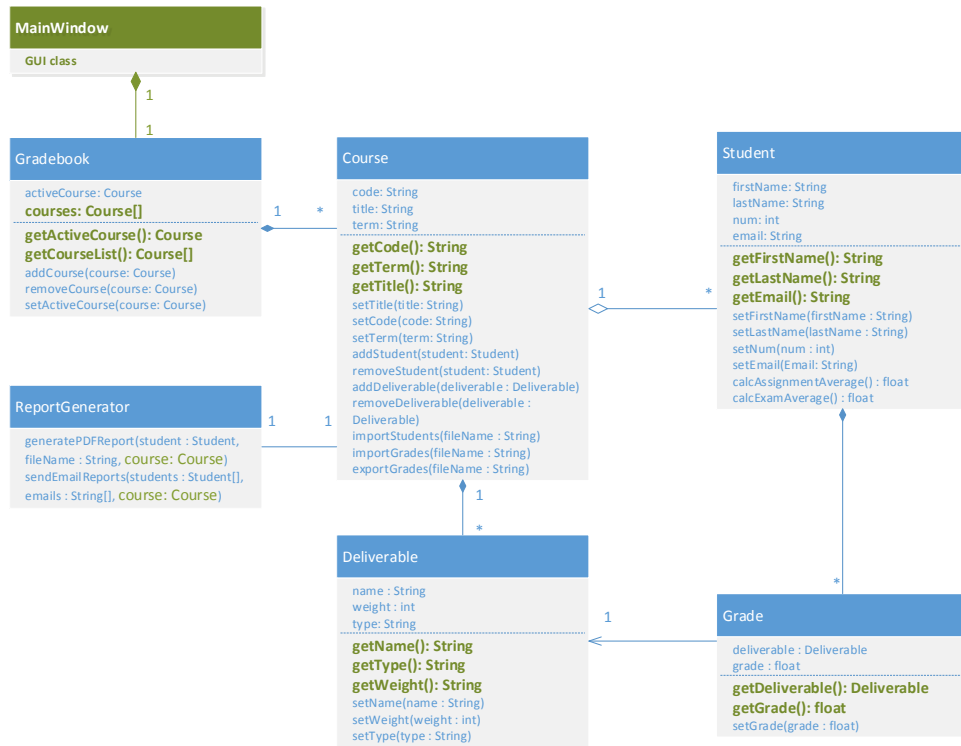 MainWindow
GUI class
1
1
Gradebook
activeCourse: Course
courses: Course[]
getActiveCourse(): Course
getCourseList(): Course[]
addCourse(course: Course)
removeCourse(course: Course)
setActiveCourse(course: Course)
1
*
Course
code: String
title: String
term: String
getCode(): String
getTerm(): String
getTitle(): String
setTitle(title: String)
setCode(code: String)
setTerm(term: String)
addStudent(student: Student)
removeStudent(student: Student)
addDeliverable(deliverable : Deliverable)
removeDeliverable(deliverable :
Deliverable)
importStudents(fileName : String)
importGrades(fileName : String)
exportGrades(fileName : String)
1
*
Student
firstName: String
lastName: String
num: int
email: String
getFirstName(): String
getLastName(): String
getEmail(): String
setFirstName(firstName : String)
setLastName(lastName : String)
setNum(num : int)
setEmail(Email: String)
calcAssignmentAverage() : float
calcExamAverage() : float
ReportGenerator
generatePDFReport(student : Student,
fileName : String, course: Course)
sendEmailReports(students : Student[],
emails : String[], course: Course)
1
1
1
*
Deliverable
name : String
weight : int
type: String
getName(): String
getType(): String
getWeight(): String
setName(name : String)
setWeight(weight : int)
setType(type : String)
1
*
Grade
deliverable : Deliverable
grade : float
getDeliverable(): Deliverable
getGrade(): float
setGrade(grade : float)